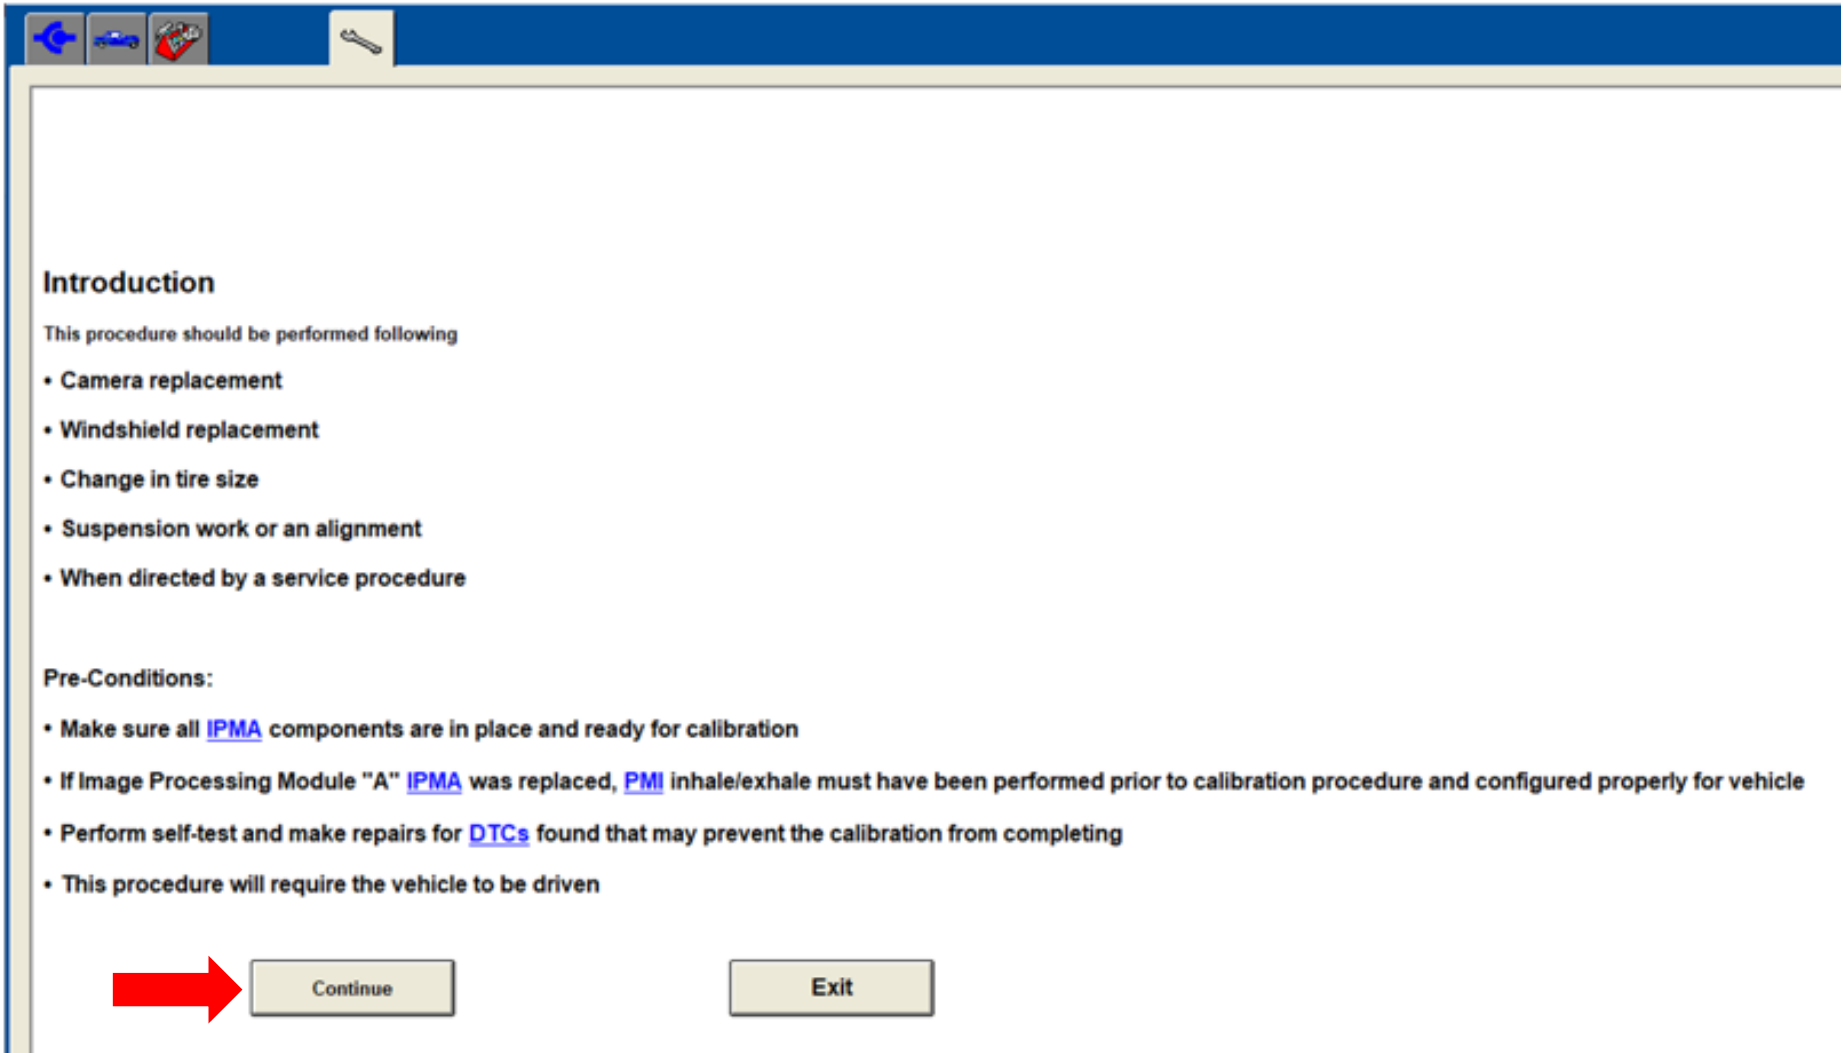 Introduction
This procedure should be performed following
• Camera replacement
• Windshield replacement
• Change in tire size
• Suspension work or an alignment
• When directed by a service procedure
Pre-Conditions:
• Make sure all IPMA components are in place and ready for calibration
• If Image Processing Module "A" IPMA was replaced, PMI inhale/exhale must have been performed prior to calibration procedure and configured properly for vehicle
• Perform self-test and make repairs for DTCs found that may prevent the calibration from completing
• This procedure will require the vehicle to be driven
Continue
Exit